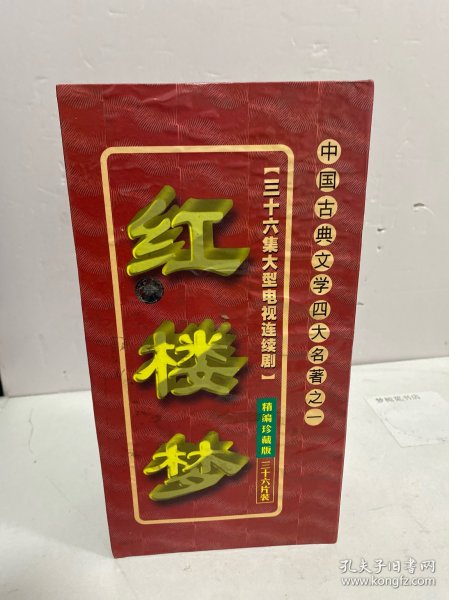 中国古典文学四大名著之一
【三十六集大型电视连续剧】
红楼梦
精编珍藏版
三十六片装
孔夫子旧书网
www.kongfz.com